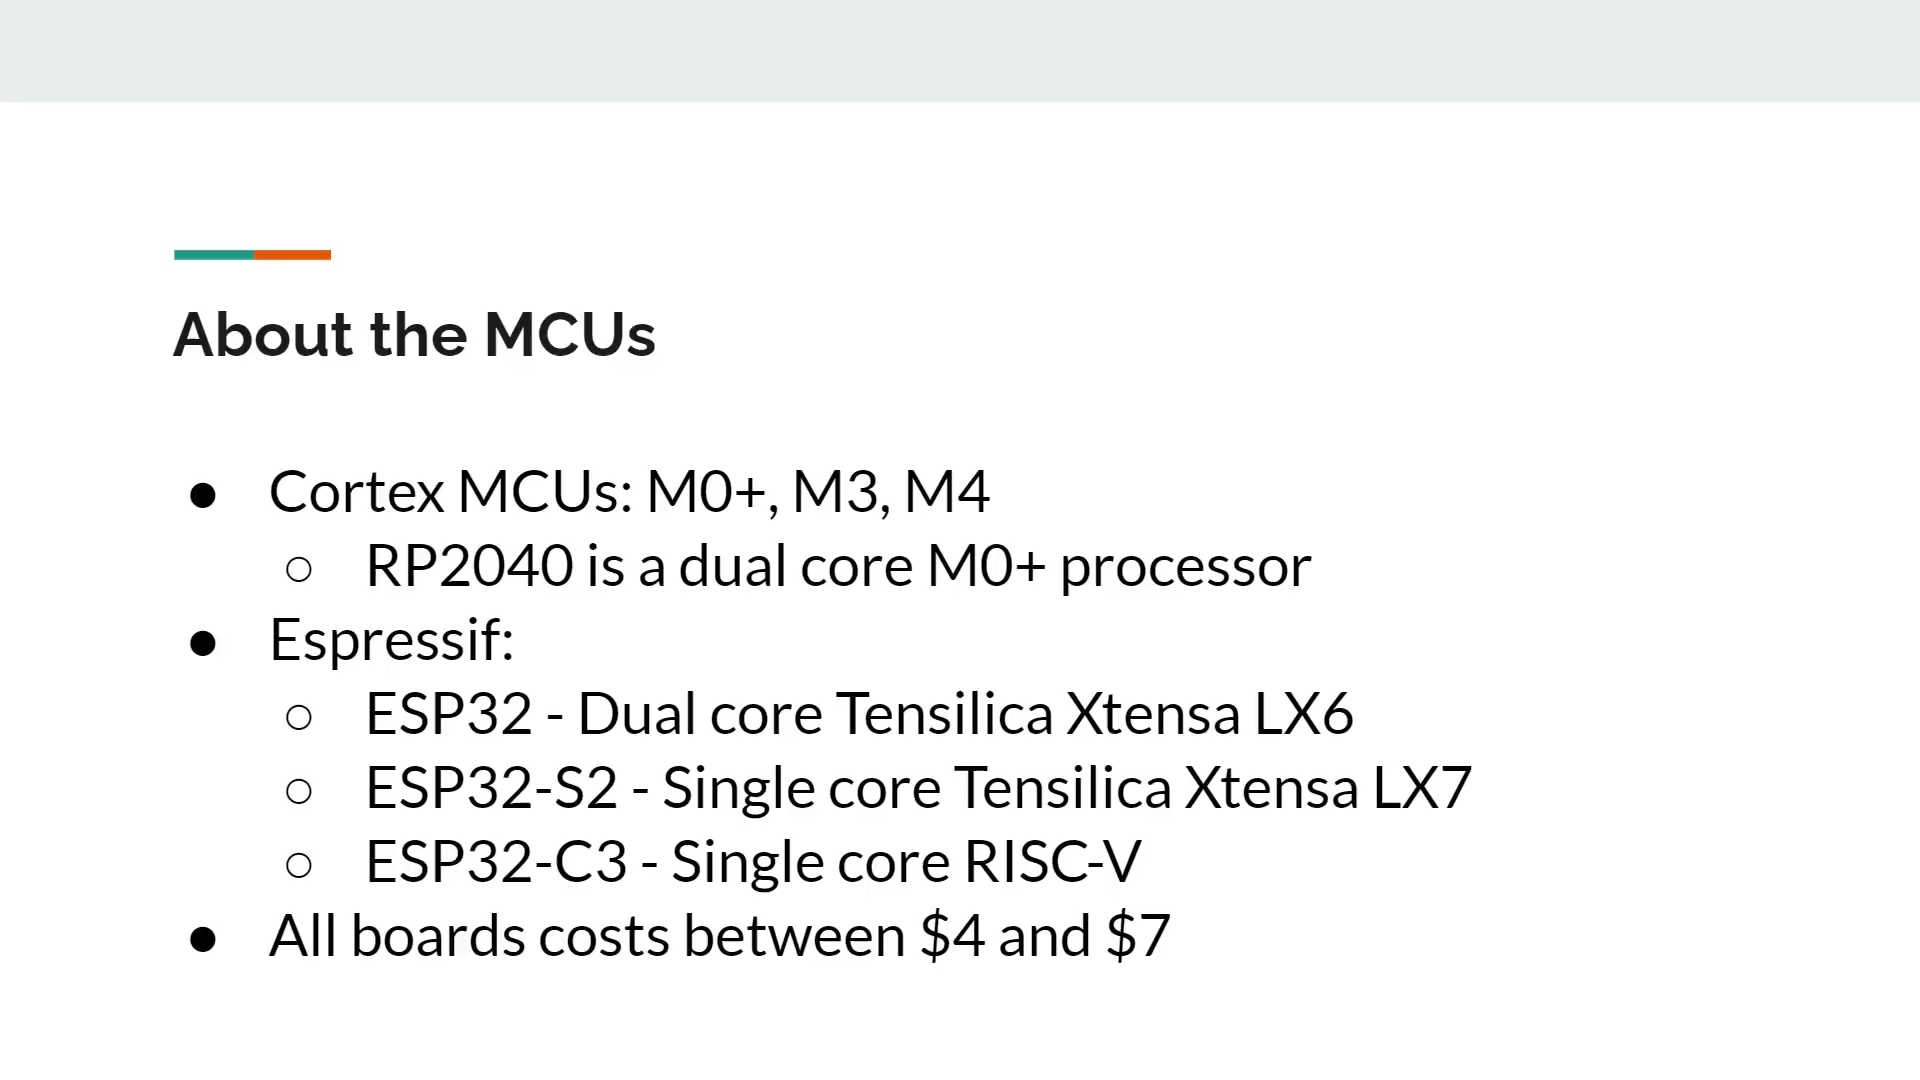 About the MCUs
● Cortex MCUs: M0+, M3, M4
○ RP2040 is a dual core M0+ processor
● Espressif:
○ ESP32 - Dual core Tensilica Xtensa LX6
○ ESP32-S2 - Single core Tensilica Xtensa LX7
○ ESP32-C3 - Single core RISC-V
● All boards costs between $4 and $7